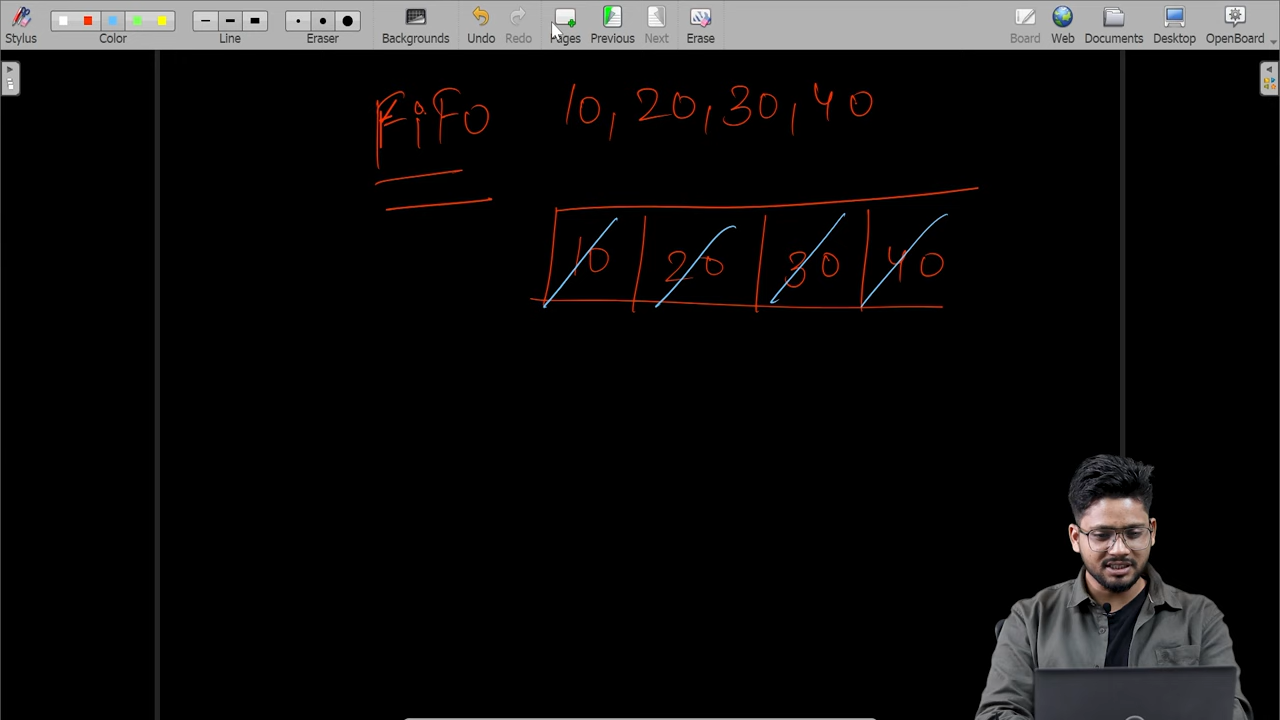 Stylus Color Line Eraser Backgrounds Undo Redo Pages Previous Next Erase Board Web Documents Desktop OpenBoard
FiFO 10, 20, 30, 40
10 20 30 40